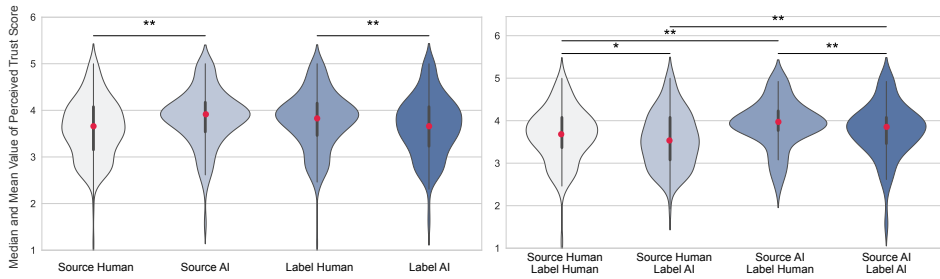 Median and Mean Value of Perceived Trust Score
6
5
4
3
2
1
**
**
Source Human
Source AI
Label Human
Label AI
6
5
4
3
2
1
**
**
*
**
Source Human
Label Human
Source Human
Label AI
Source AI
Label Human
Source AI
Label AI